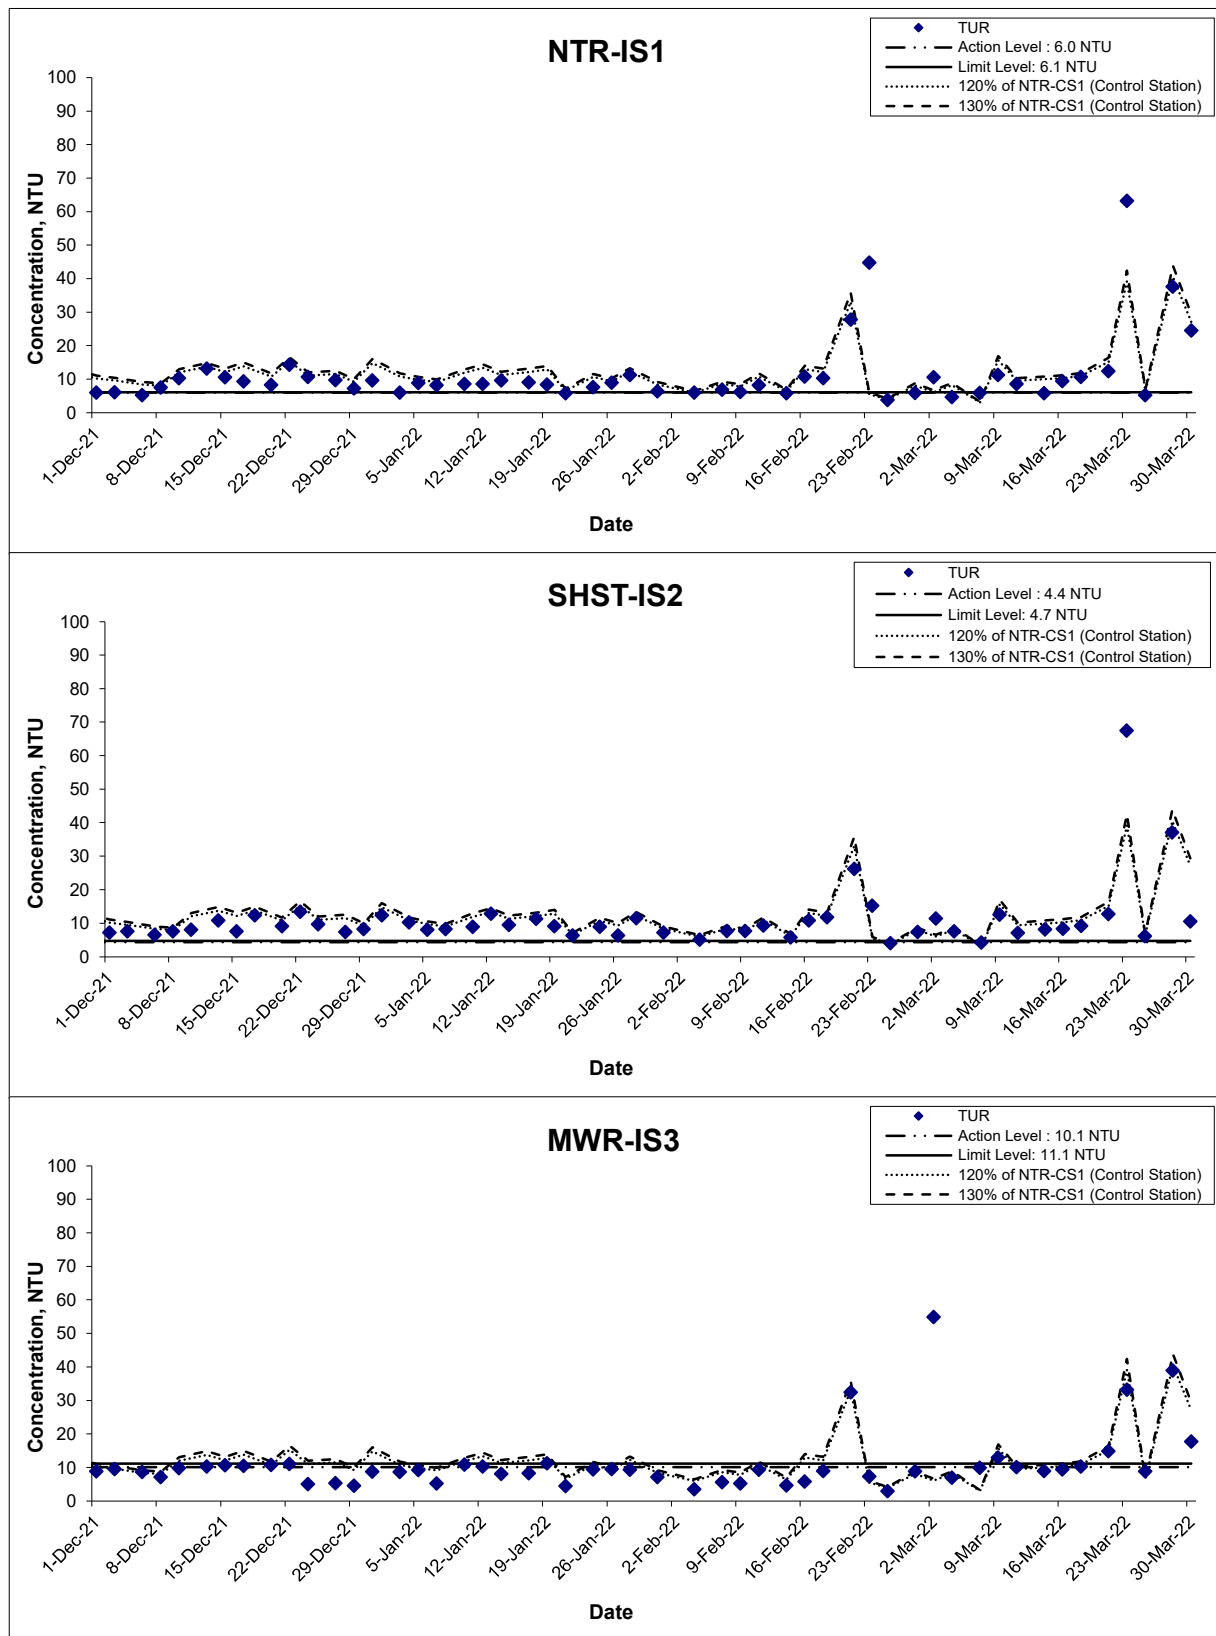 NTR-IS1
TUR
Action Level : 6.0 NTU
Limit Level: 6.1 NTU
120% of NTR-CS1 (Control Station)
130% of NTR-CS1 (Control Station)
Concentration, NTU
100
90
80
70
60
50
40
30
20
10
0
1-Dec-21
8-Dec-21
15-Dec-21
22-Dec-21
29-Dec-21
5-Jan-22
12-Jan-22
19-Jan-22
26-Jan-22
2-Feb-22
9-Feb-22
16-Feb-22
23-Feb-22
2-Mar-22
9-Mar-22
16-Mar-22
23-Mar-22
30-Mar-22
Date
SHST-IS2
TUR
Action Level : 4.4 NTU
Limit Level: 4.7 NTU
120% of NTR-CS1 (Control Station)
130% of NTR-CS1 (Control Station)
Concentration, NTU
100
90
80
70
60
50
40
30
20
10
0
1-Dec-21
8-Dec-21
15-Dec-21
22-Dec-21
29-Dec-21
5-Jan-22
12-Jan-22
19-Jan-22
26-Jan-22
2-Feb-22
9-Feb-22
16-Feb-22
23-Feb-22
2-Mar-22
9-Mar-22
16-Mar-22
23-Mar-22
30-Mar-22
Date
MWR-IS3
TUR
Action Level : 10.1 NTU
Limit Level: 11.1 NTU
120% of NTR-CS1 (Control Station)
130% of NTR-CS1 (Control Station)
Concentration, NTU
100
90
80
70
60
50
40
30
20
10
0
1-Dec-21
8-Dec-21
15-Dec-21
22-Dec-21
29-Dec-21
5-Jan-22
12-Jan-22
19-Jan-22
26-Jan-22
2-Feb-22
9-Feb-22
16-Feb-22
23-Feb-22
2-Mar-22
9-Mar-22
16-Mar-22
23-Mar-22
30-Mar-22
Date